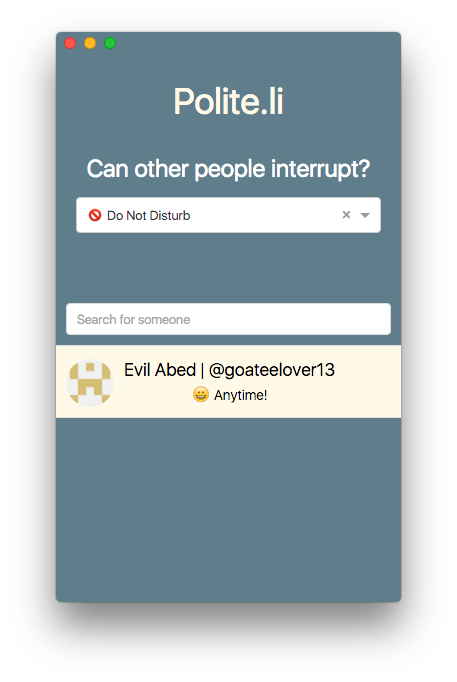 Polite.li
Can other people interrupt?
🚫 Do Not Disturb × 
Search for someone
Evil Abed | @goateelover13
😀 Anytime!